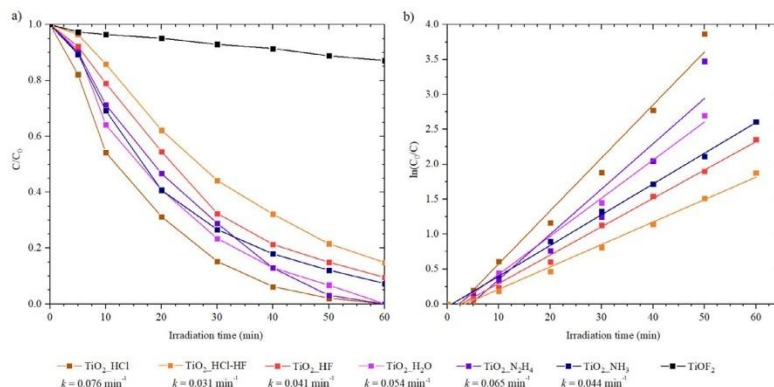 a)
1.0
0.8
0.6
0.4
0.2
0.0
C/C₀
0 10 20 30 40 50 60
Irradiation time (min)
b)
4.0
3.5
3.0
2.5
2.0
1.5
1.0
0.5
0.0
ln(C₀/C)
0 10 20 30 40 50 60
Irradiation time (min)
TiO₂_HCl TiO₂_HCl-HF TiO₂_HF TiO₂_H₂O TiO₂_N₂H₄ TiO₂_NH₃ TiOF₂
k = 0.076 min⁻¹ k = 0.031 min⁻¹ k = 0.041 min⁻¹ k = 0.054 min⁻¹ k = 0.065 min⁻¹ k = 0.044 min⁻¹